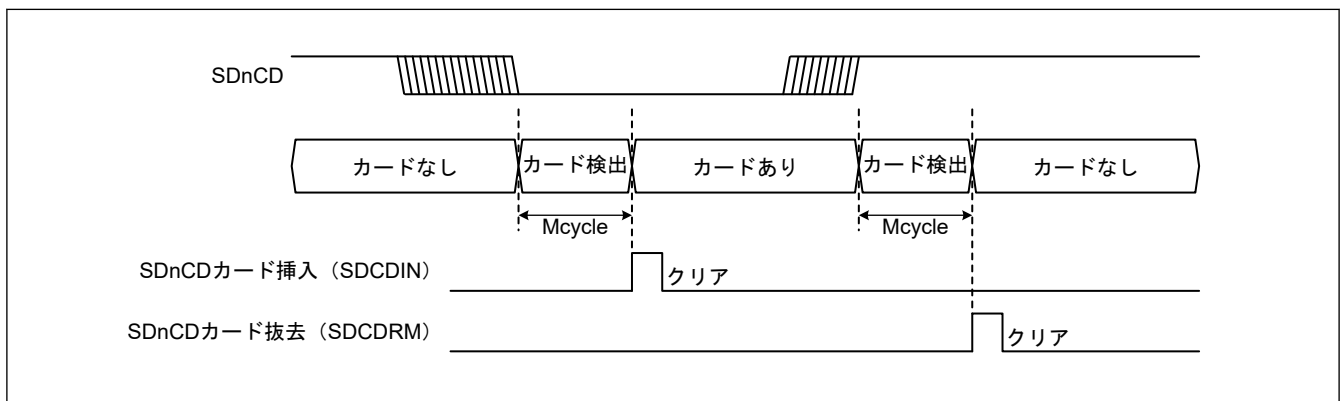 SDnCD
カードなし カード検出 カードあり カード検出 カードなし
Mcycle Mcycle
SDnCDカード挿入（SDCDIN） クリア
SDnCDカード抜去（SDCDRM） クリア